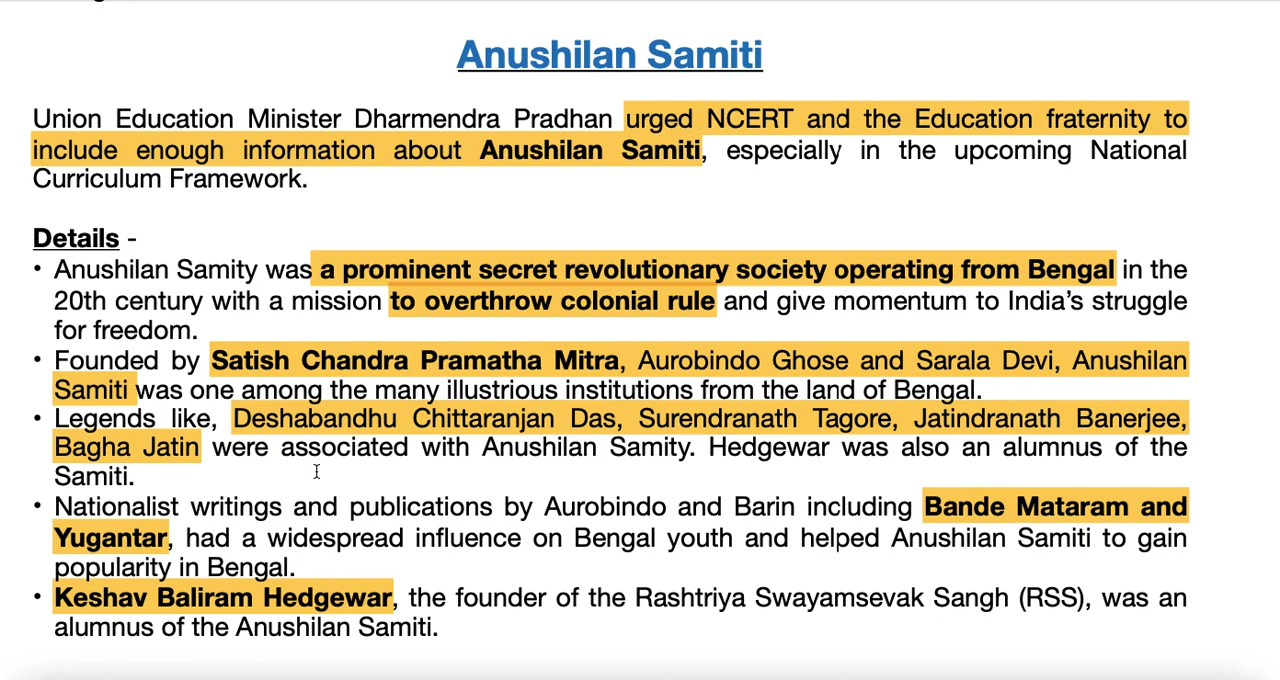 Anushilan Samiti
Union Education Minister Dharmendra Pradhan urged NCERT and the Education fraternity to
include enough information about Anushilan Samiti, especially in the upcoming National
Curriculum Framework.
Details -
• Anushilan Samity was a prominent secret revolutionary society operating from Bengal in the
20th century with a mission to overthrow colonial rule and give momentum to India’s struggle
for freedom.
• Founded by Satish Chandra Pramatha Mitra, Aurobindo Ghose and Sarala Devi, Anushilan
Samiti was one among the many illustrious institutions from the land of Bengal.
• Legends like, Deshabandhu Chittaranjan Das, Surendranath Tagore, Jatindranath Banerjee,
Bagha Jatin were associated with Anushilan Samity. Hedgewar was also an alumnus of the
Samiti.
• Nationalist writings and publications by Aurobindo and Barin including Bande Mataram and
Yugantar, had a widespread influence on Bengal youth and helped Anushilan Samiti to gain
popularity in Bengal.
• Keshav Baliram Hedgewar, the founder of the Rashtriya Swayamsevak Sangh (RSS), was an
alumnus of the Anushilan Samiti.